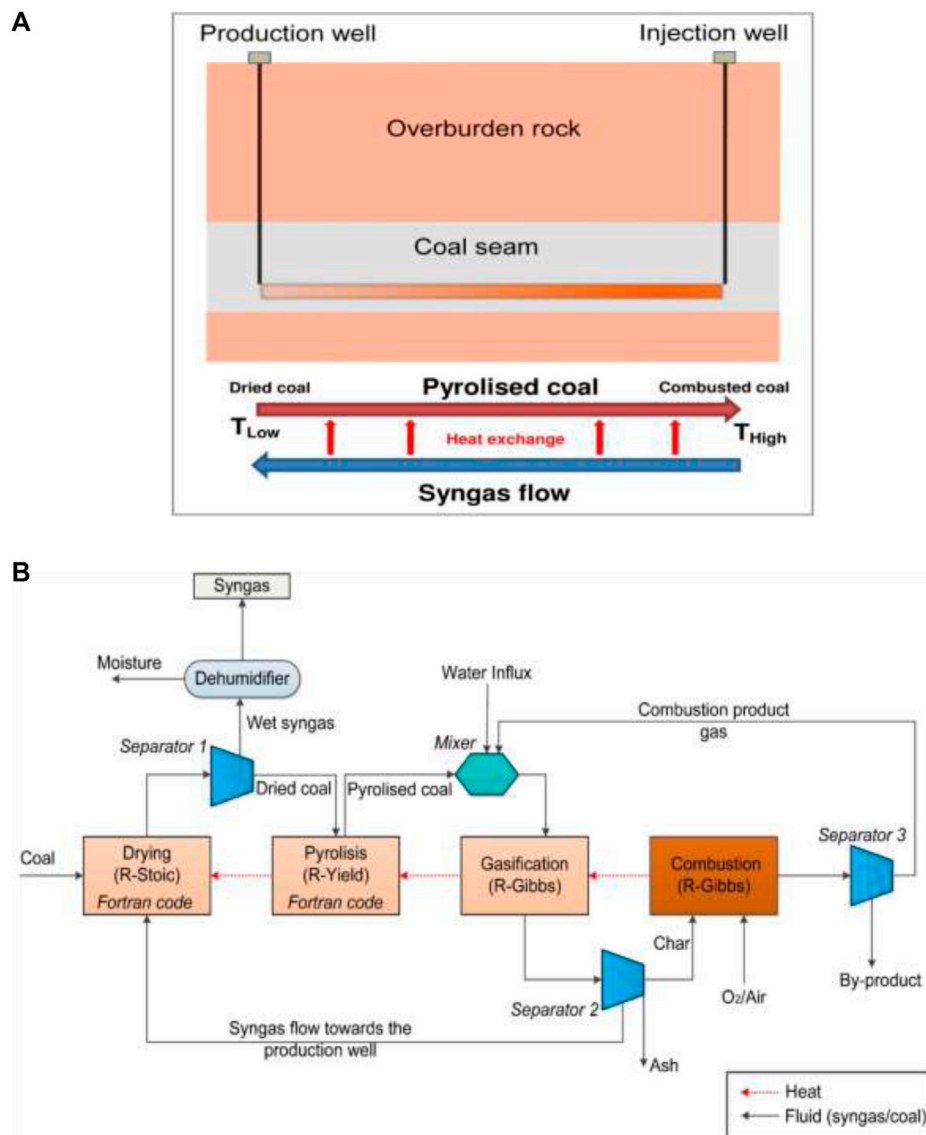 A
Production well
Injection well
Overburden rock
Coal seam
Dried coal
Pyrolised coal
Combusted coal
TLow
Heat exchange
THigh
Syngas flow
B
Syngas
Moisture
Dehumidifier
Water Influx
Wet syngas
Combustion product
gas
Separator 1
Mixer
Dried coal
Pyrolised coal
Coal
Drying
(R-Stoic)
Fortran code
Pyrolisis
(R-Yield)
Fortran code
Gasification
(R-Gibbs)
Combustion
(R-Gibbs)
Separator 3
Char
Separator 2
O2/Air
By-product
Syngas flow towards the
production well
Ash
Heat
Fluid (syngas/coal)